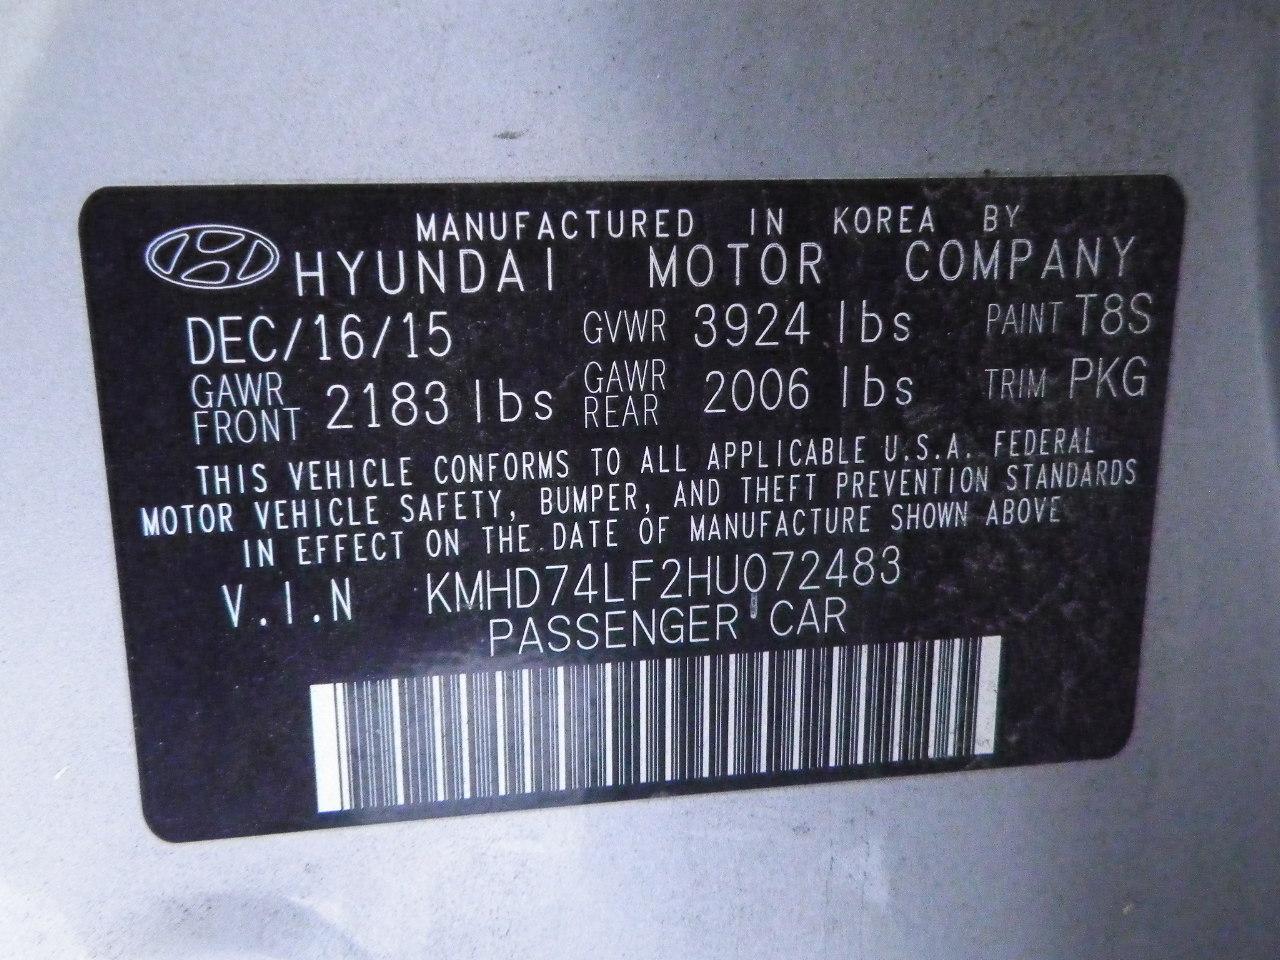 MANUFACTURED IN KOREA BY
HYUNDAI MOTOR COMPANY
DEC/16/15 GVWR 3924 lbs PAINT T8S
GAWR FRONT 2183 lbs GAWR REAR 2006 lbs TRIM PKG
THIS VEHICLE CONFORMS TO ALL APPLICABLE U.S.A. FEDERAL
MOTOR VEHICLE SAFETY, BUMPER, AND THEFT PREVENTION STANDARDS
IN EFFECT ON THE DATE OF MANUFACTURE SHOWN ABOVE
V.I.N KMHD74LF2HU072483
PASSENGER CAR